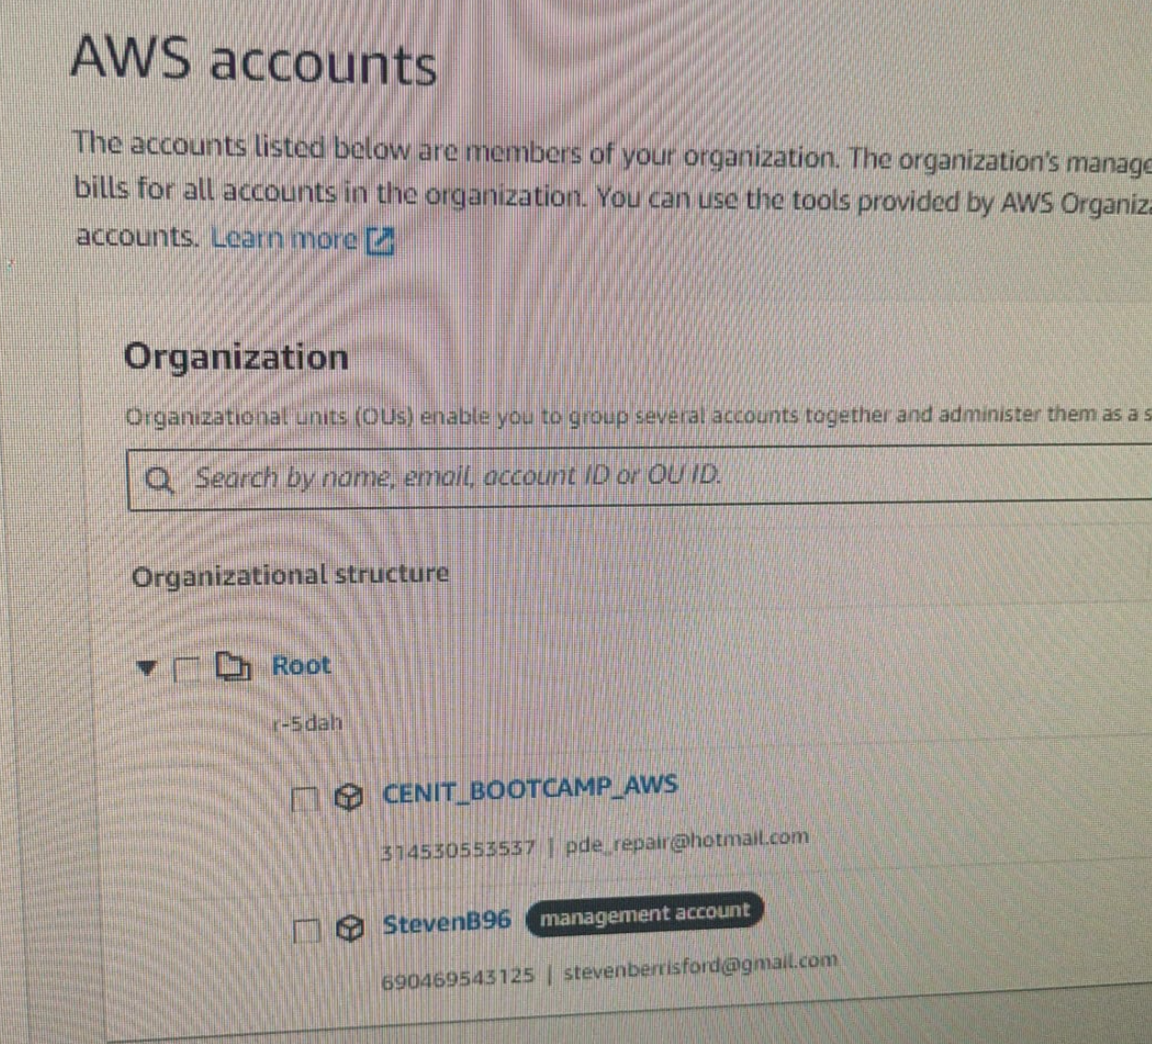 AWS accounts
The accounts listed below are members of your organization. The organization's manage
bills for all accounts in the organization. You can use the tools provided by AWS Organiz
accounts. Learn more
Organization
Organizational units (OUs) enable you to group several accounts together and administer them as a s
Search by name, email, account ID or OU ID.
Organizational structure
Root
r-5dah
CENIT_BOOTCAMP_AWS
314530553537 | pde_repair@hotmail.com
StevenB96 management account
690469543125 | stevenberrisford@gmail.com